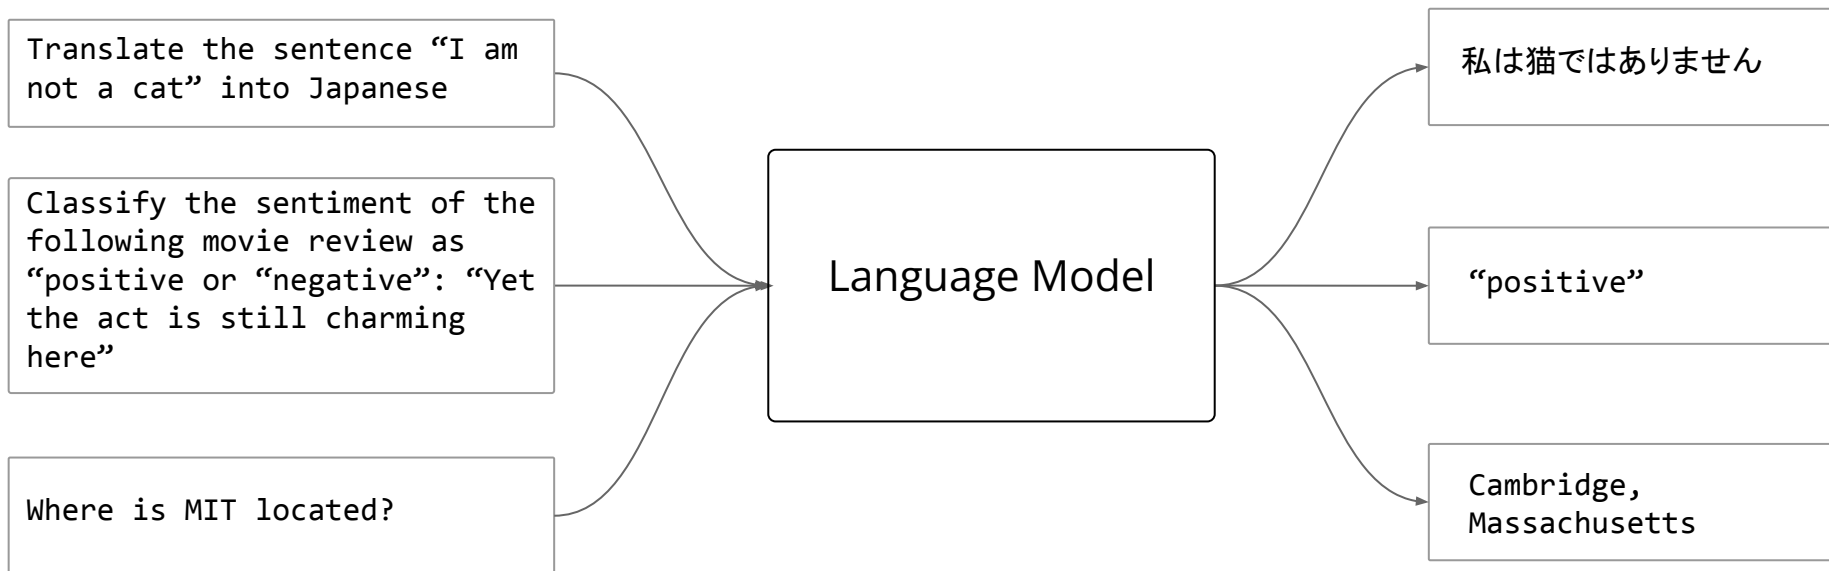 Translate the sentence “I am
not a cat” into Japanese
Classify the sentiment of the
following movie review as
“positive or “negative”: “Yet
the act is still charming
here”
Where is MIT located?
Language Model
私は猫ではありません
“positive”
Cambridge,
Massachusetts